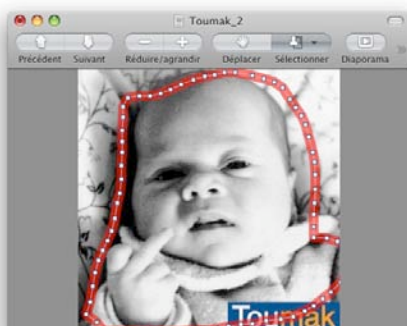 Toumak_2
Précédent Suivant Réduire/agrandir Déplacer Sélectionner Diaporama
Toumak